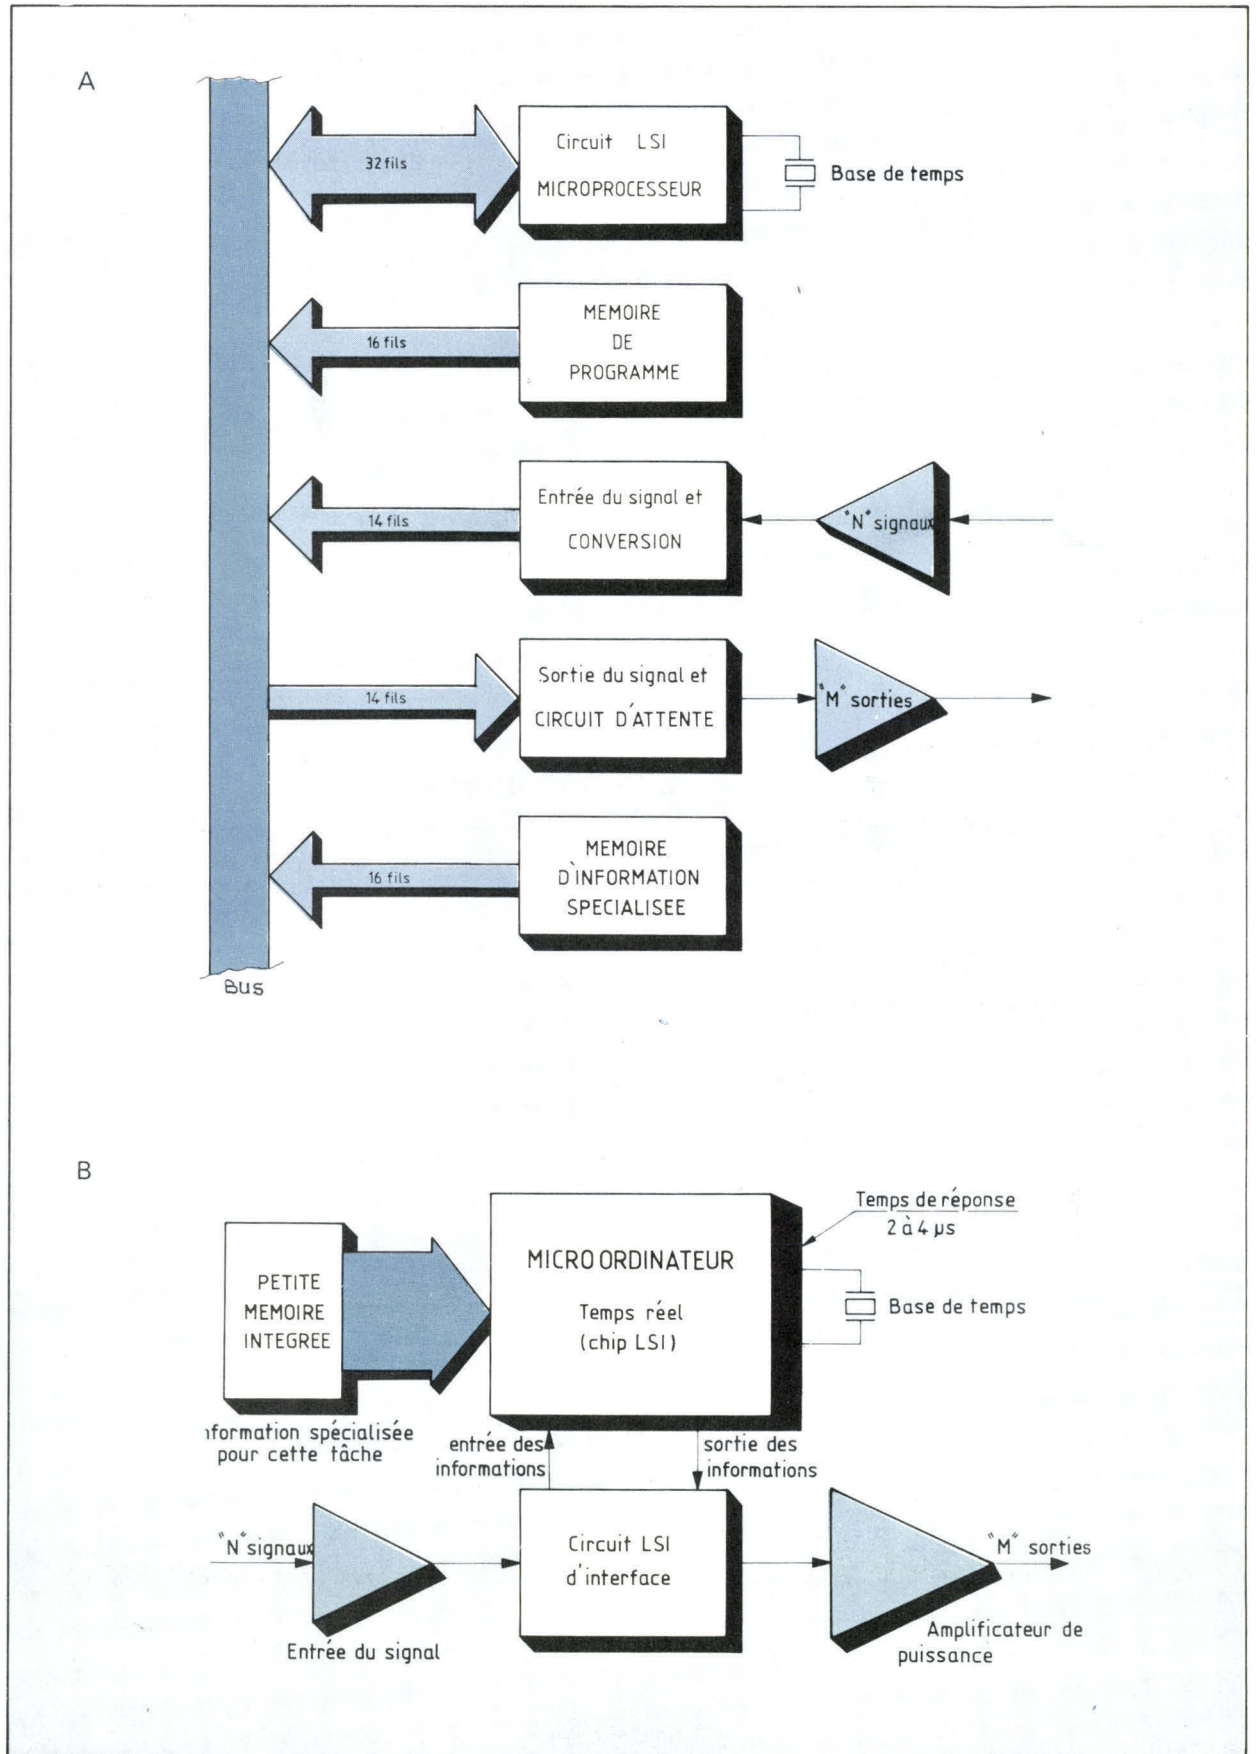 A
32 fils
Circuit LSI
MICROPROCESSEUR
Base de temps
16 fils
MEMOIRE
DE
PROGRAMME
14 fils
Entrée du signal et
CONVERSION
"N" signaux
14 fils
Sortie du signal et
CIRCUIT D'ATTENTE
"M" sorties
16 fils
MEMOIRE
D'INFORMATION
SPECIALISEE
Bus
B
Temps de réponse
2 à 4 µs
PETITE
MEMOIRE
INTEGREE
MICROORDINATEUR
Temps réel
(chip LSI)
Base de temps
nformation spécialisée
pour cette tâche
entrée des
informations
sortie des
informations
"N" signaux
Circuit LSI
d'interface
"M" sorties
Entrée du signal
Amplificateur de
puissance